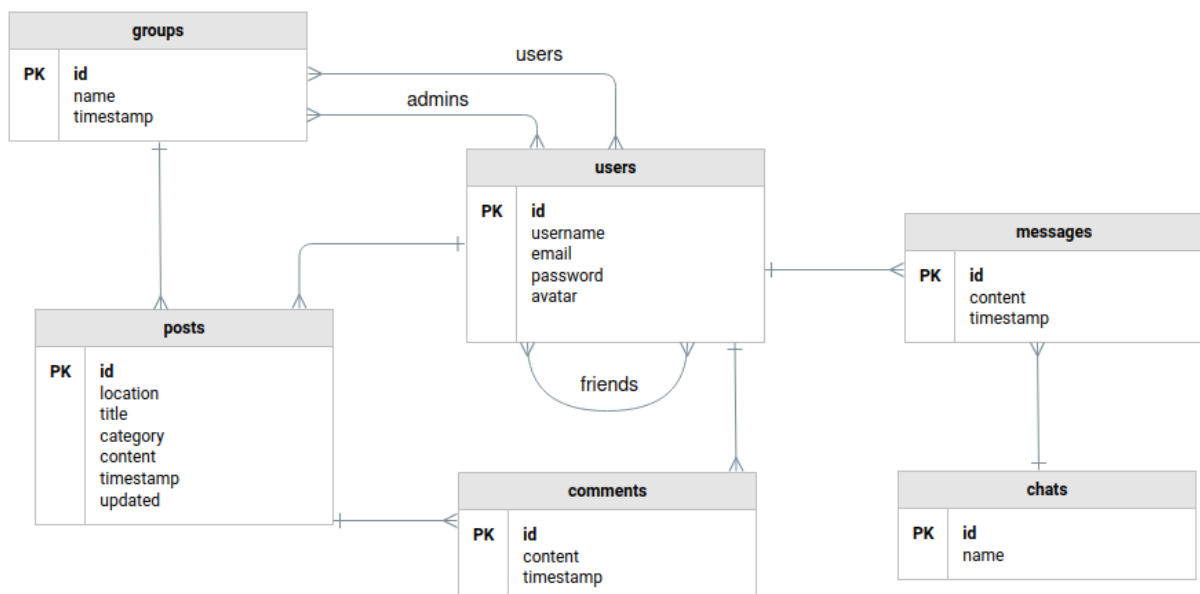 groups
PK id
name
timestamp
users
admins
users
PK id
username
email
password
avatar
friends
messages
PK id
content
timestamp
posts
PK id
location
title
category
content
timestamp
updated
comments
PK id
content
timestamp
chats
PK id
name